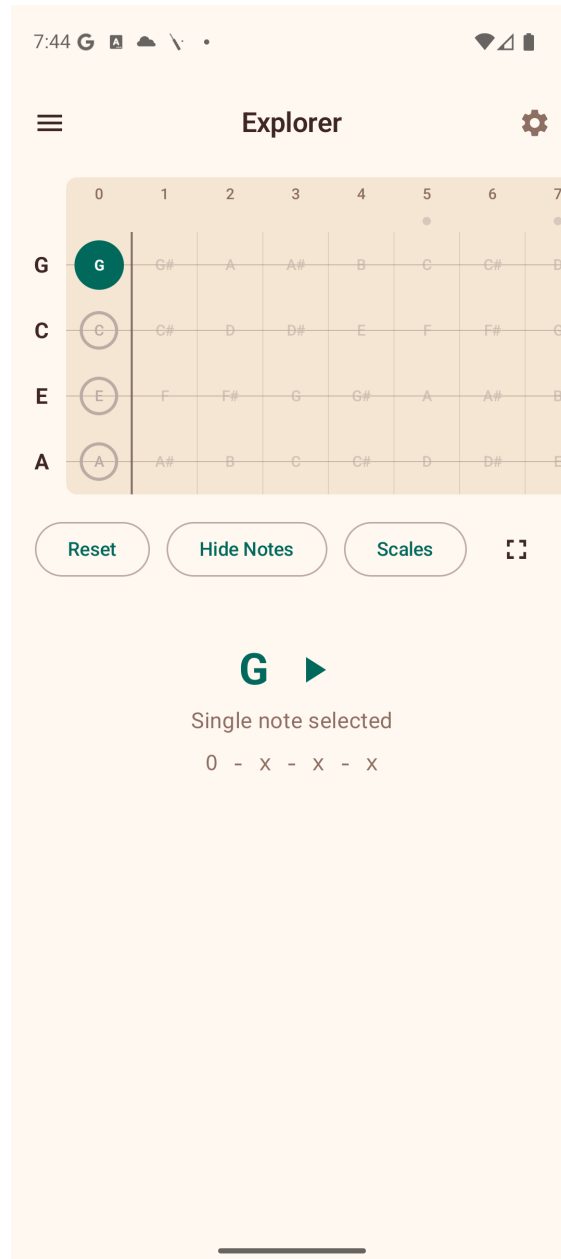 7:44 G A
Explorer
0 1 2 3 4 5 6 7
G G G# A A# B C C# D
C C C# D D# E F F# G
E E F F# G G# A A# B
A A A# B C C# D D# E
Reset Hide Notes Scales
G
Single note selected
0 - x - x - x